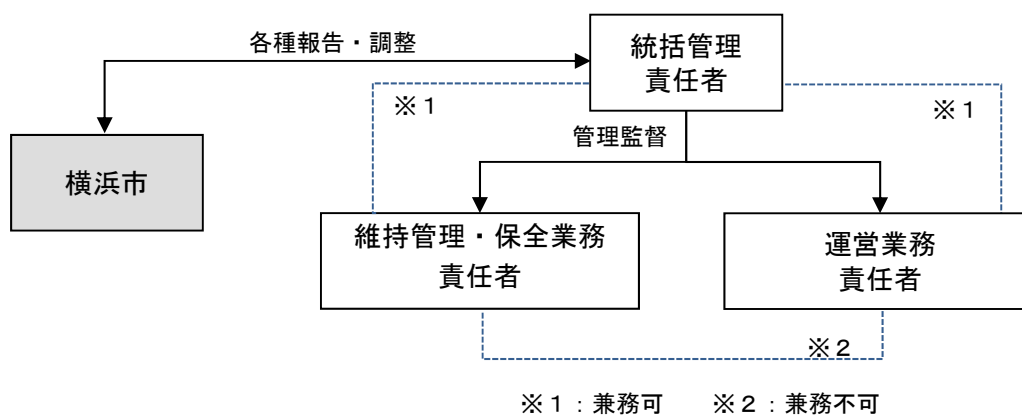 各種報告・調整
統括管理
責任者
※1
※1
管理監督
横浜市
維持管理・保全業務
責任者
運営業務
責任者
※2
※1：兼務可　　※2：兼務不可